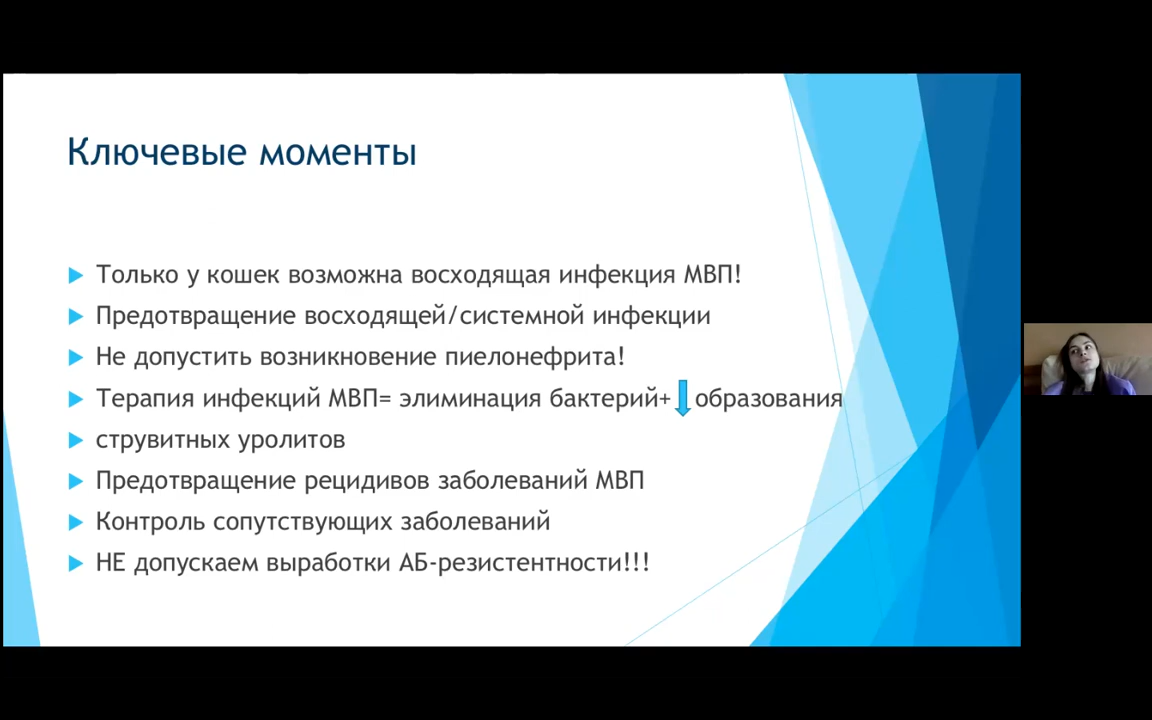 Ключевые моменты
Только у кошек возможна восходящая инфекция МВП!
Предотвращение восходящей/системной инфекции
Не допустить возникновение пиелонефрита!
Терапия инфекций МВП= элиминация бактерий+ образования
струвитных уролитов
Предотвращение рецидивов заболеваний МВП
Контроль сопутствующих заболеваний
НЕ допускаем выработки АБ-резистентности!!!